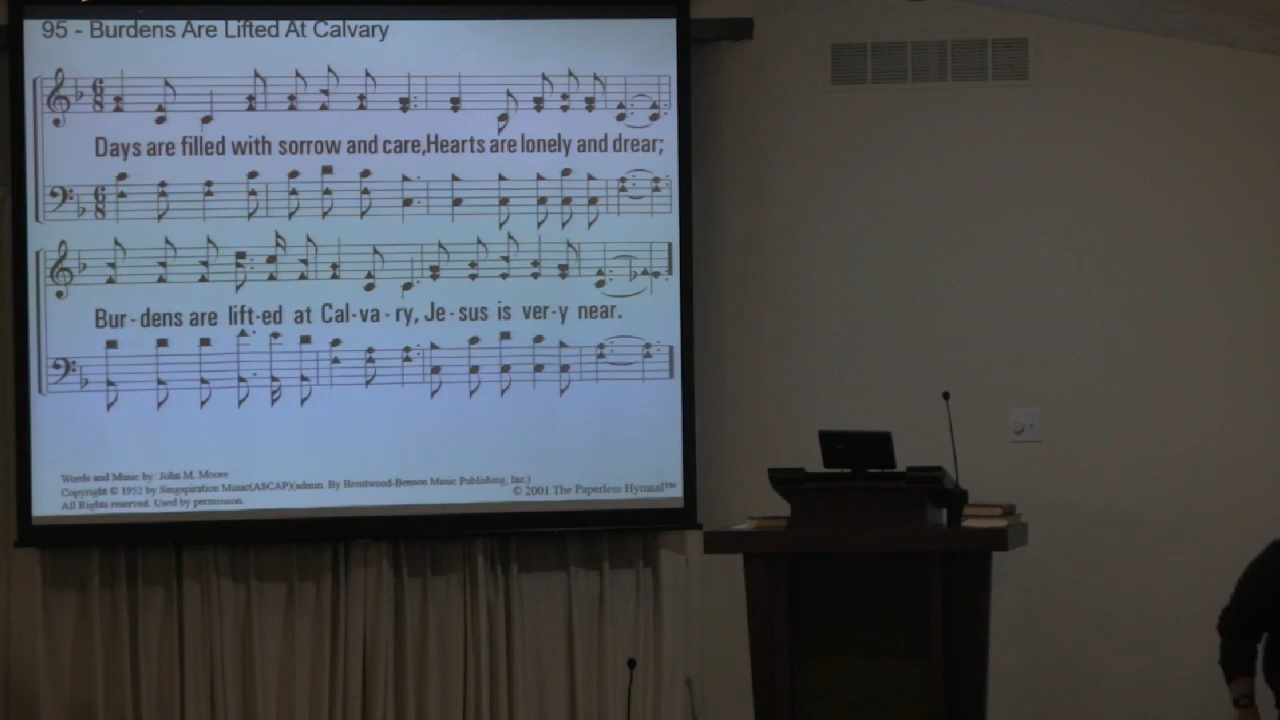 95 - Burdens Are Lifted At Calvary
Days are filled with sorrow and care,Hearts are lonely and drear;
Bur-dens are lift-ed at Cal-va-ry, Je-sus is ver-y near.
Words and Music by: John M. Moore
Copyright © 1952 by Singspiration Music(ASCAP)(admin. By Brentwood-Benson Music Publishing, Inc.)
All Rights reserved. Used by permission.
© 2001 The Paperless Hymnal™